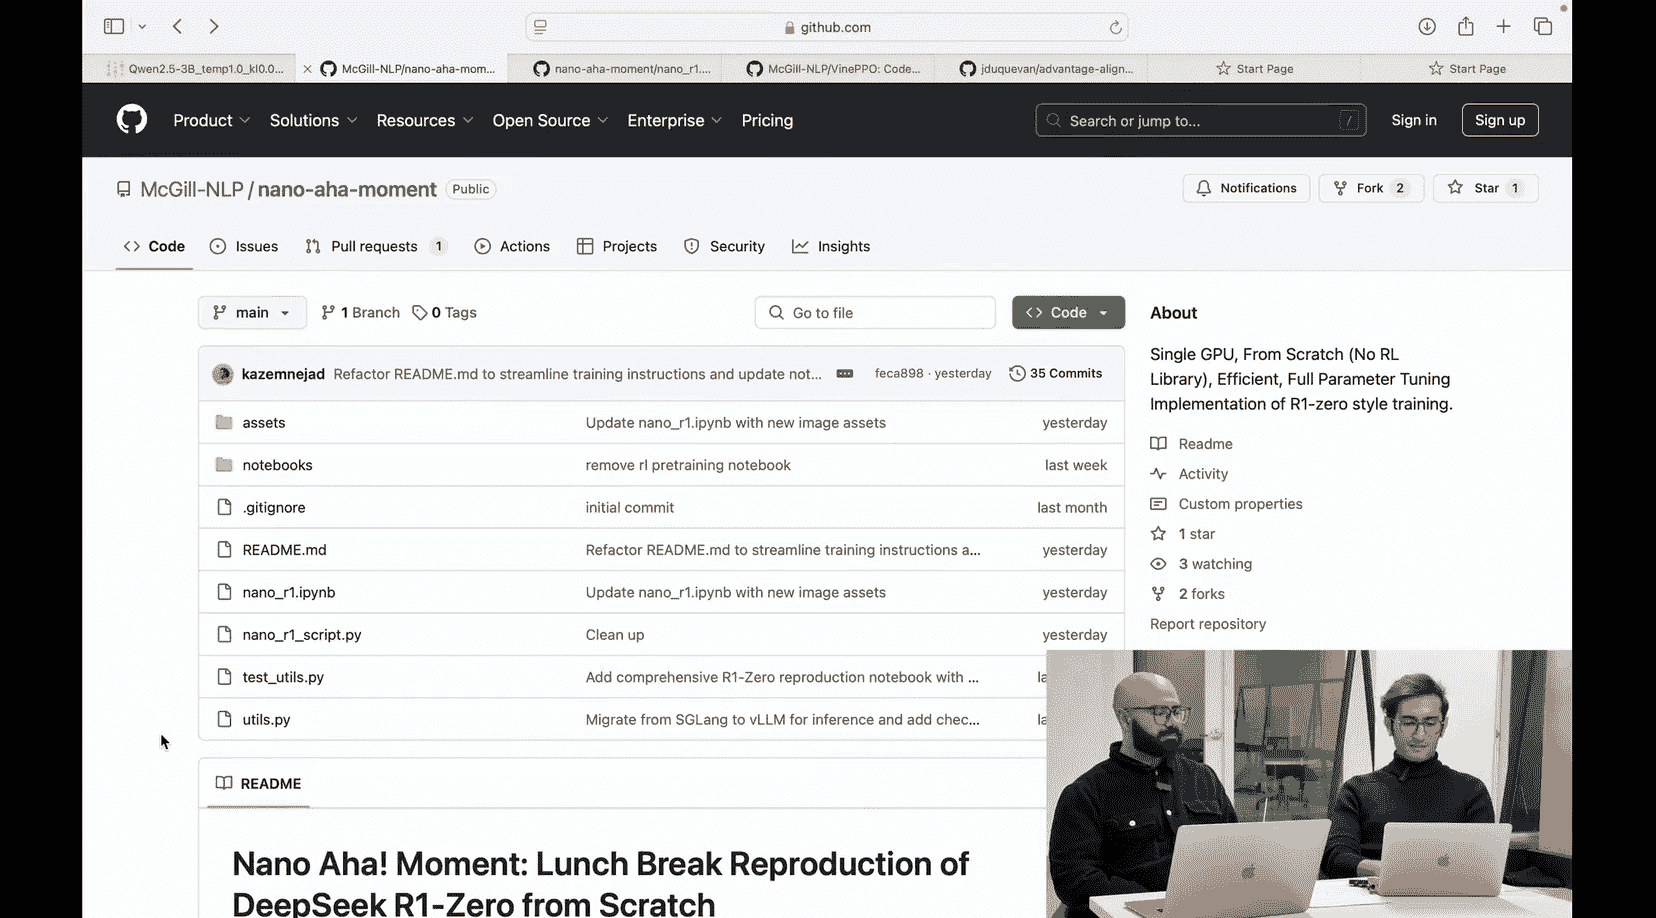 github.com
Qwen2.5-3B_temp1.0_kl0.0...
McGill-NLP/nano-aha-mom...
nano-aha-moment/nano_r1....
McGill-NLP/VinePPO: Code...
jduquevan/advantage-align...
Start Page
Start Page
Product
Solutions
Resources
Open Source
Enterprise
Pricing
Search or jump to...
/
Sign in
Sign up
McGill-NLP / nano-aha-moment
Public
Notifications
Fork 2
Star 1
Code
Issues
Pull requests 1
Actions
Projects
Security
Insights
main
1 Branch
0 Tags
Go to file
Code
kazemnejad Refactor README.md to streamline training instructions and update not...
feca898 · yesterday
35 Commits
assets Update nano_r1.ipynb with new image assets yesterday
notebooks remove rl pretraining notebook last week
.gitignore initial commit last month
README.md Refactor README.md to streamline training instructions a... yesterday
nano_r1.ipynb Update nano_r1.ipynb with new image assets yesterday
nano_r1_script.py Clean up yesterday
test_utils.py Add comprehensive R1-Zero reproduction notebook with ... la
utils.py Migrate from SGLang to vLLM for inference and add chec... la
README
Nano Aha! Moment: Lunch Break Reproduction of
DeepSeek R1-Zero from Scratch
About
Single GPU, From Scratch (No RL
Library), Efficient, Full Parameter Tuning
Implementation of R1-zero style training.
Readme
Activity
Custom properties
1 star
3 watching
2 forks
Report repository